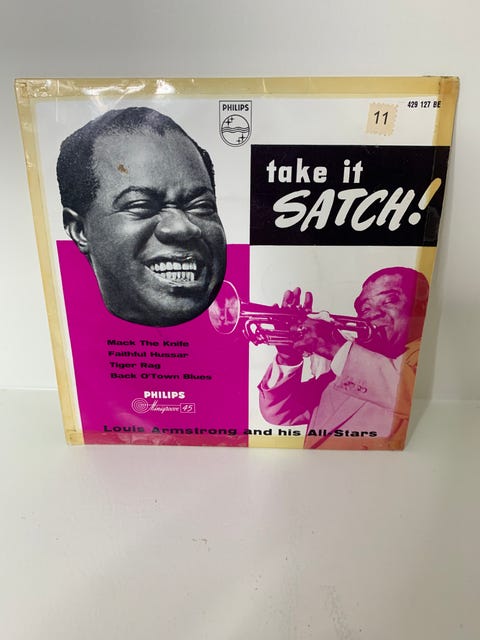 PHILIPS
429 127 BE
11
take it
SATCH!
Mack The Knife
Faithful Hussar
Tiger Rag
Back O'Town Blues
PHILIPS
Minigroove 45
Louis Armstrong and his All-Stars